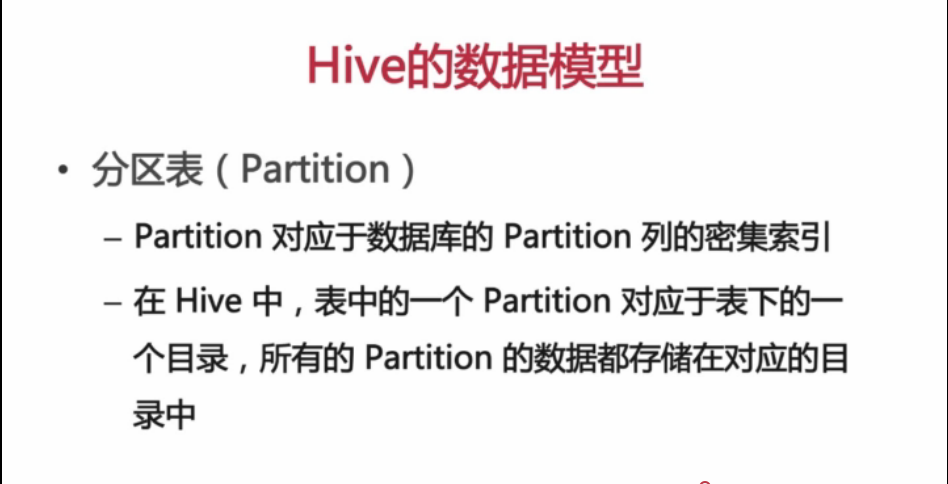 Hive的数据模型
• 分区表（Partition）
– Partition 对应于数据库的 Partition 列的密集索引
– 在 Hive 中，表中的一个 Partition 对应于表下的一
个目录，所有的 Partition 的数据都存储在对应的目
录中